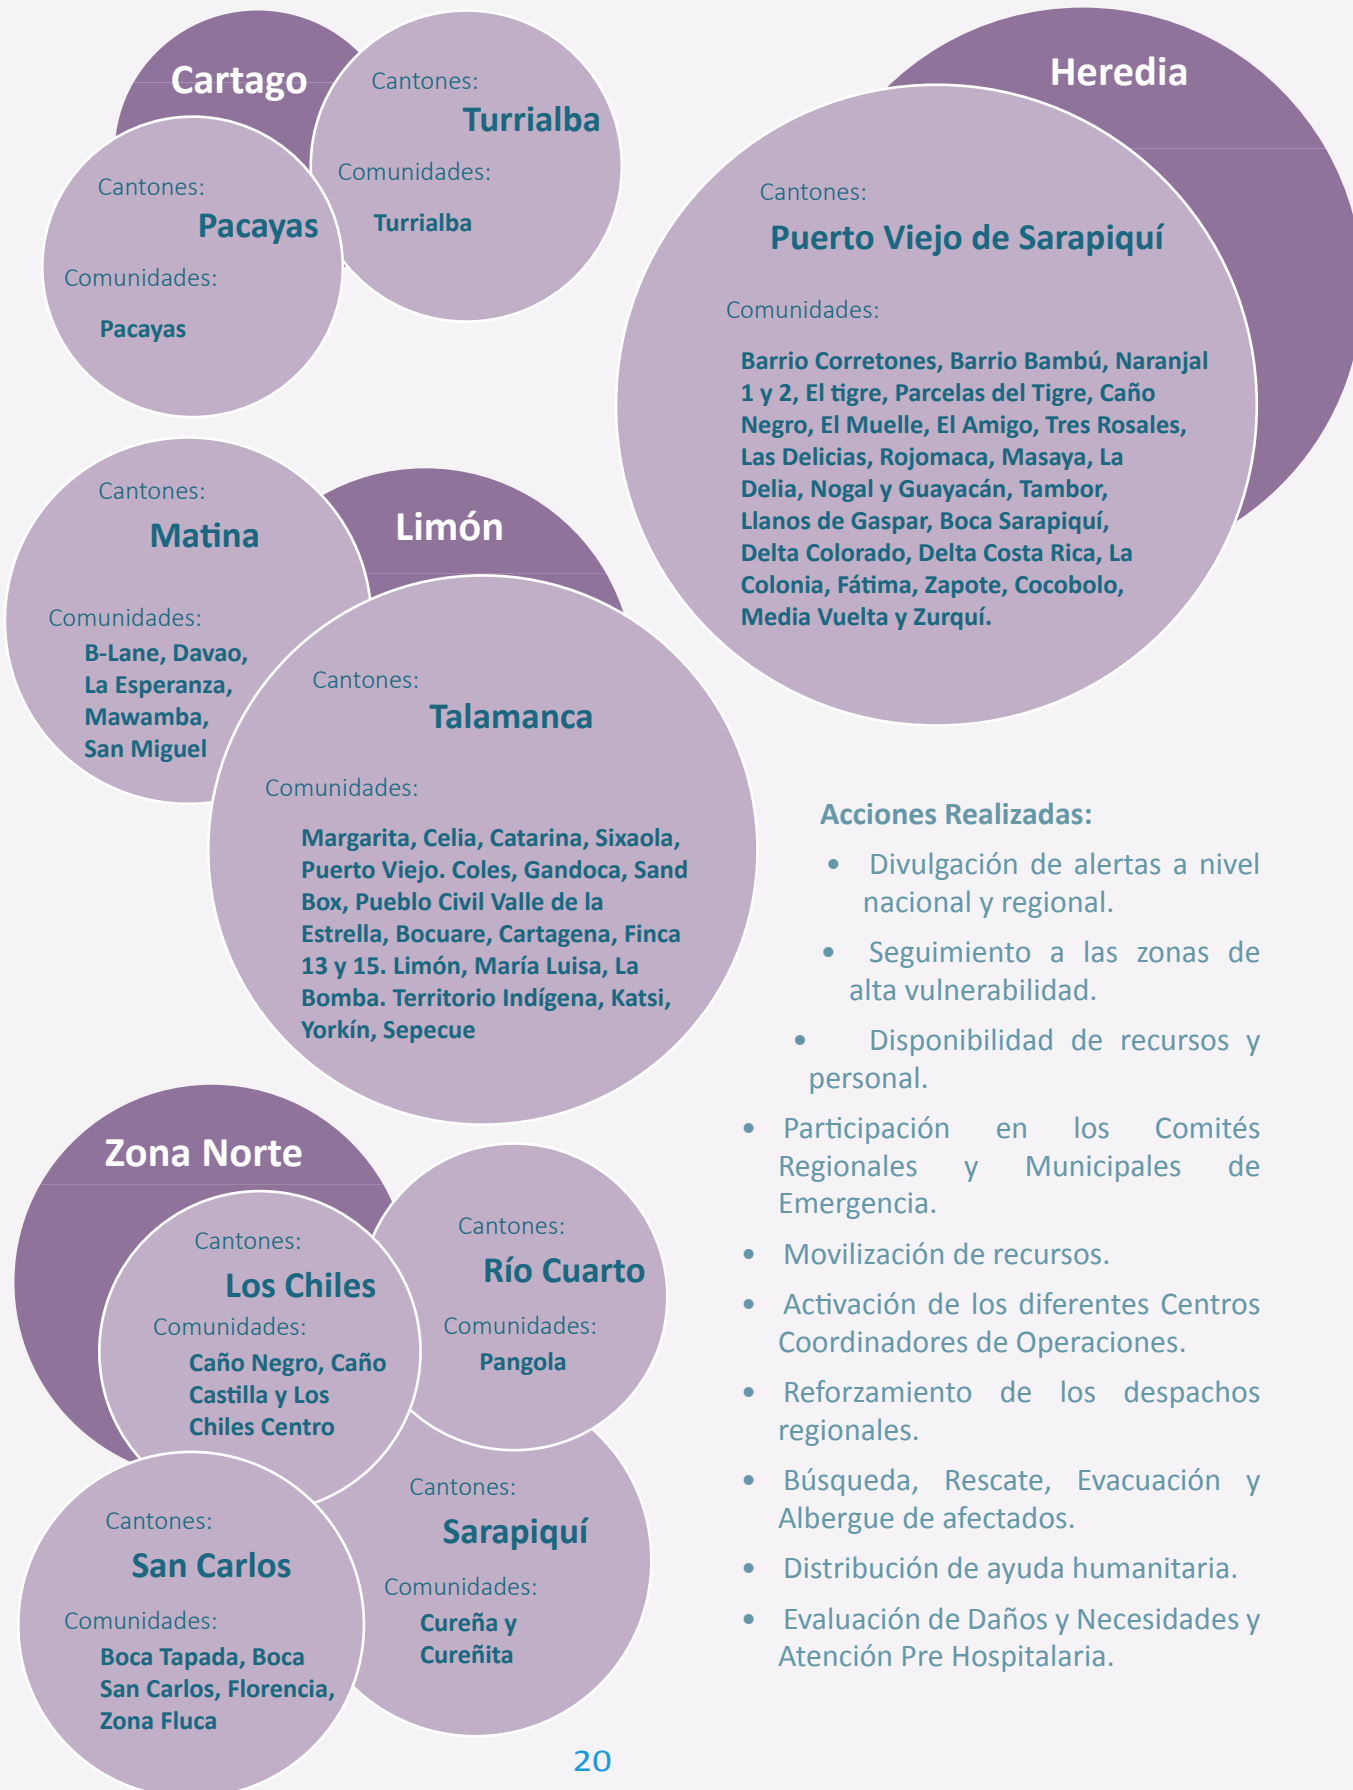 Cartago
Cantones:
Turrialba
Comunidades:
Turrialba
Cantones:
Pacayas
Comunidades:
Pacayas
Heredia
Cantones:
Puerto Viejo de Sarapiquí
Comunidades:
Barrio Corretones, Barrio Bambú, Naranjal
1 y 2, El tigre, Parcelas del Tigre, Caño
Negro, El Muelle, El Amigo, Tres Rosales,
Las Delicias, Rojomaca, Masaya, La
Delia, Nogal y Guayacán, Tambor,
Llanos de Gaspar, Boca Sarapiquí,
Delta Colorado, Delta Costa Rica, La
Colonia, Fátima, Zapote, Cocobolo,
Media Vuelta y Zurquí.
Limón
Cantones:
Matina
Comunidades:
B-Lane, Davao,
La Esperanza,
Mawamba,
San Miguel
Cantones:
Talamanca
Comunidades:
Margarita, Celia, Catarina, Sixaola,
Puerto Viejo. Coles, Gandoca, Sand
Box, Pueblo Civil Valle de la
Estrella, Bocuare, Cartagena, Finca
13 y 15. Limón, María Luisa, La
Bomba. Territorio Indígena, Katsi,
Yorkín, Sepecue
Zona Norte
Cantones:
Los Chiles
Comunidades:
Caño Negro, Caño
Castilla y Los
Chiles Centro
Cantones:
Río Cuarto
Comunidades:
Pangola
Cantones:
San Carlos
Comunidades:
Boca Tapada, Boca
San Carlos, Florencia,
Zona Fluca
Cantones:
Sarapiquí
Comunidades:
Cureña y
Cureñita
Acciones Realizadas:
• Divulgación de alertas a nivel
nacional y regional.
• Seguimiento a las zonas de
alta vulnerabilidad.
• Disponibilidad de recursos y
personal.
• Participación en los Comités
Regionales y Municipales de
Emergencia.
• Movilización de recursos.
• Activación de los diferentes Centros
Coordinadores de Operaciones.
• Reforzamiento de los despachos
regionales.
• Búsqueda, Rescate, Evacuación y
Albergue de afectados.
• Distribución de ayuda humanitaria.
• Evaluación de Daños y Necesidades y
Atención Pre Hospitalaria.
20